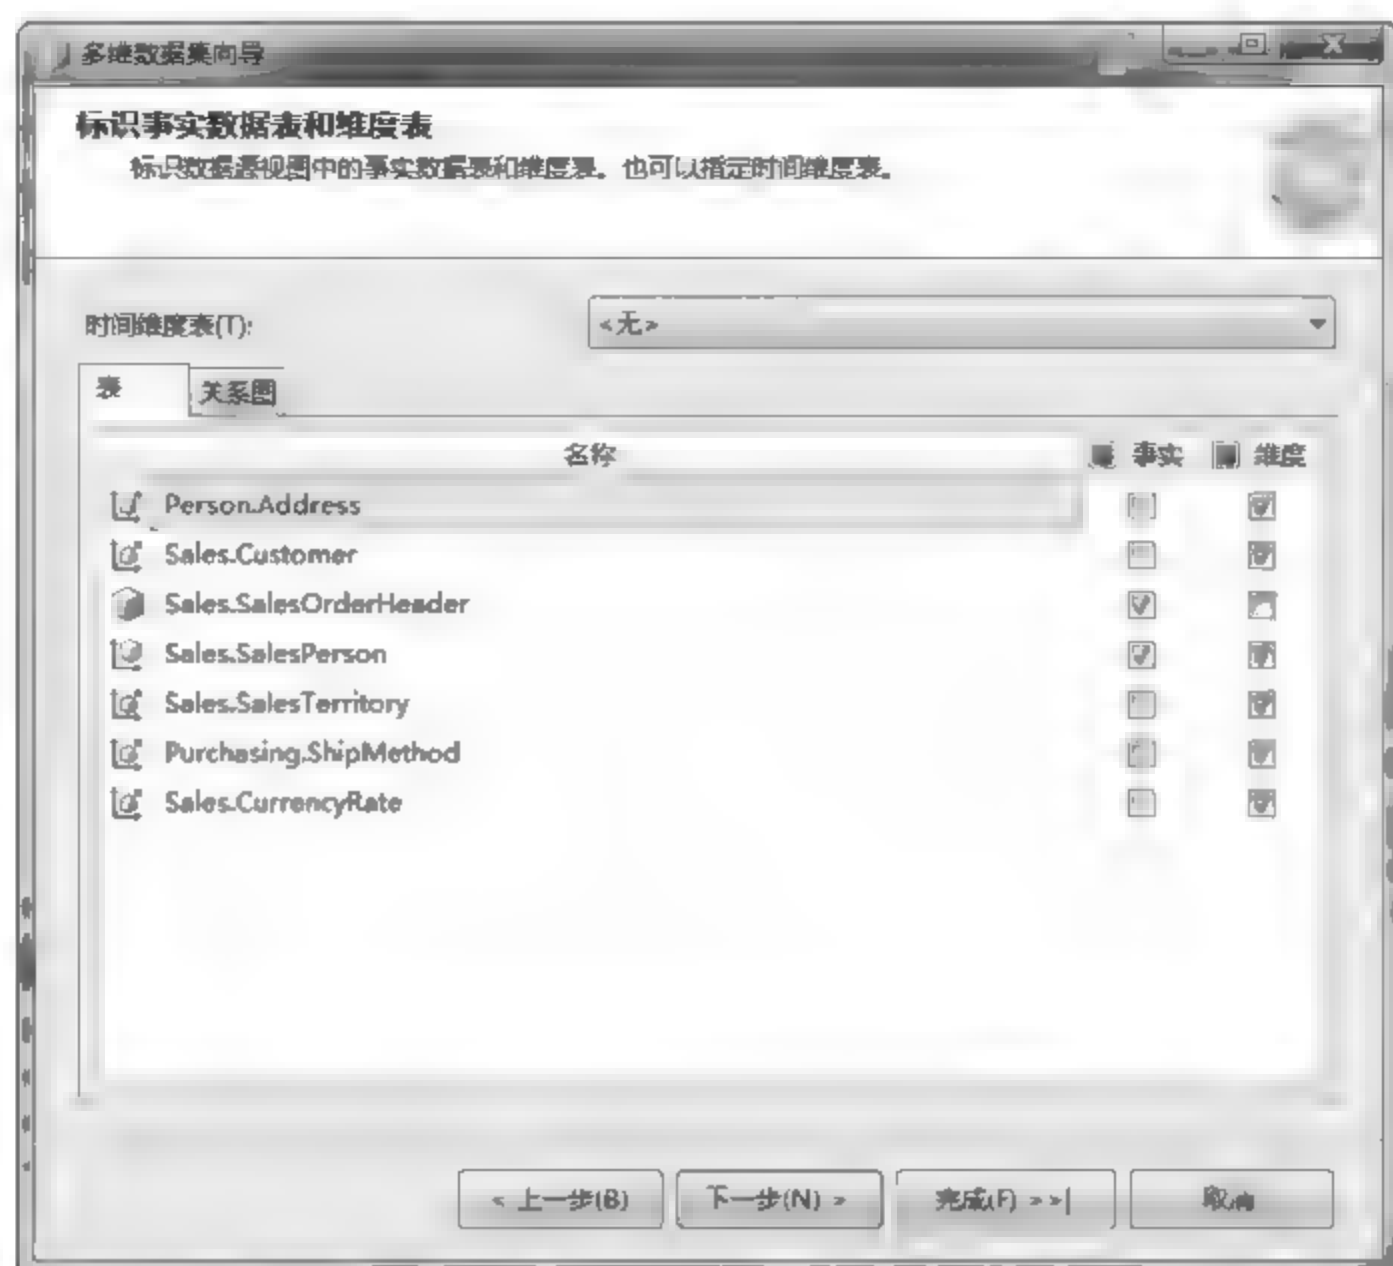 多维数据集向导
标识事实数据表和维度表
标识数据源视图中的事实数据表和维度表。也可以指定时间维度表。
时间维度表(T):
<无>
表
关系图
名称 事实 维度
Person.Address
Sales.Customer
Sales.SalesOrderHeader
Sales.SalesPerson
Sales.SalesTerritory
Purchasing.ShipMethod
Sales.CurrencyRate
< 上一步(B) 下一步(N) > 完成(F) >>| 取消